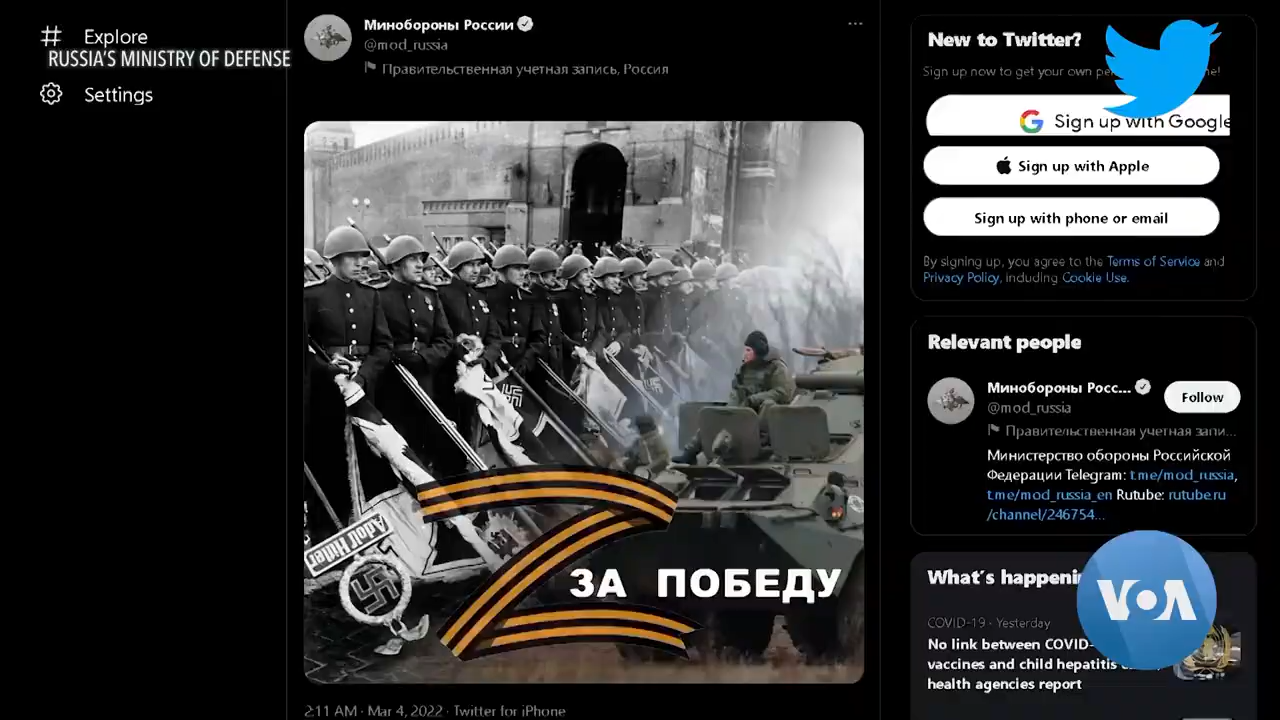 Explore
RUSSIA'S MINISTRY OF DEFENSE
Settings
Минобороны России
@mod_russia
Правительственная учетная запись, Россия
Adolf Hitler
ЗА ПОБЕДУ
2:11 AM · Mar 4, 2022 · Twitter for iPhone
New to Twitter?
Sign up now to get your own
Sign up with Google
Sign up with Apple
Sign up with phone or email
By signing up, you agree to the Terms of Service and
Privacy Policy, including Cookie Use.
Relevant people
Минобороны Росс...
@mod_russia
Follow
Правительственная учетная запи...
Министерство обороны Российской
Федерации Telegram: t.me/mod_russia,
t.me/mod_russia_en Rutube: rutube.ru
/channel/246754...
What's
VOA
COVID-19 · Yesterday
No link between COVID-
vaccines and child hepatitis
health agencies report